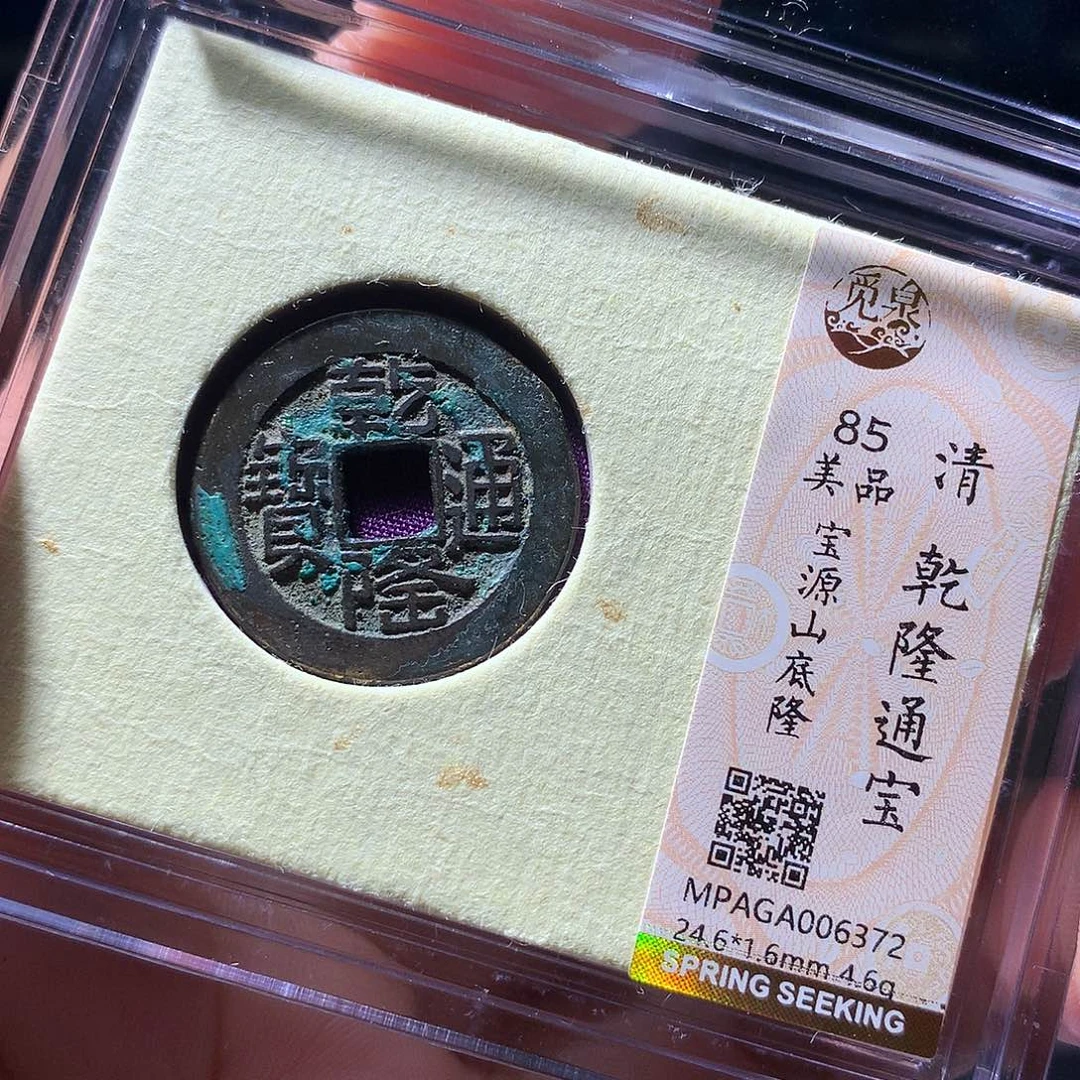 乾隆通寳
觅泉
清 乾隆通宝
85
美品
宝源山底隆
MPAGA006372
24.6*1.6mm 4.6g
SPRING SEEKING